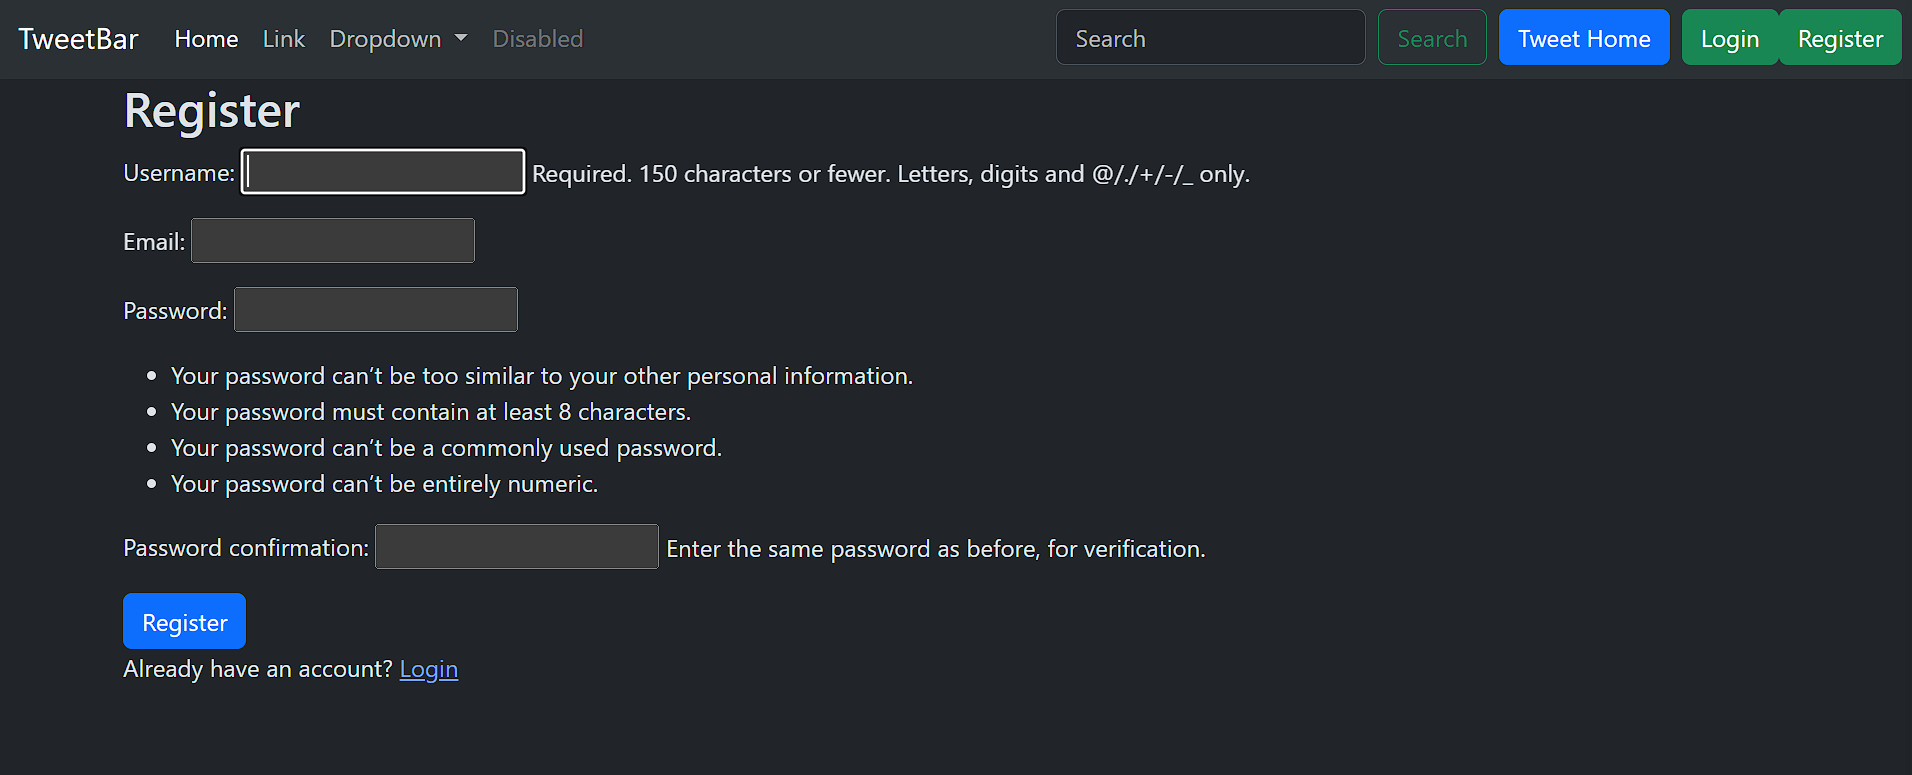 TweetBar Home Link Dropdown Disabled Search Search Tweet Home Login Register
Register
Username: Required. 150 characters or fewer. Letters, digits and @/./+/-/_ only.
Email:
Password:
Your password can’t be too similar to your other personal information.
Your password must contain at least 8 characters.
Your password can’t be a commonly used password.
Your password can’t be entirely numeric.
Password confirmation: Enter the same password as before, for verification.
Register
Already have an account? Login